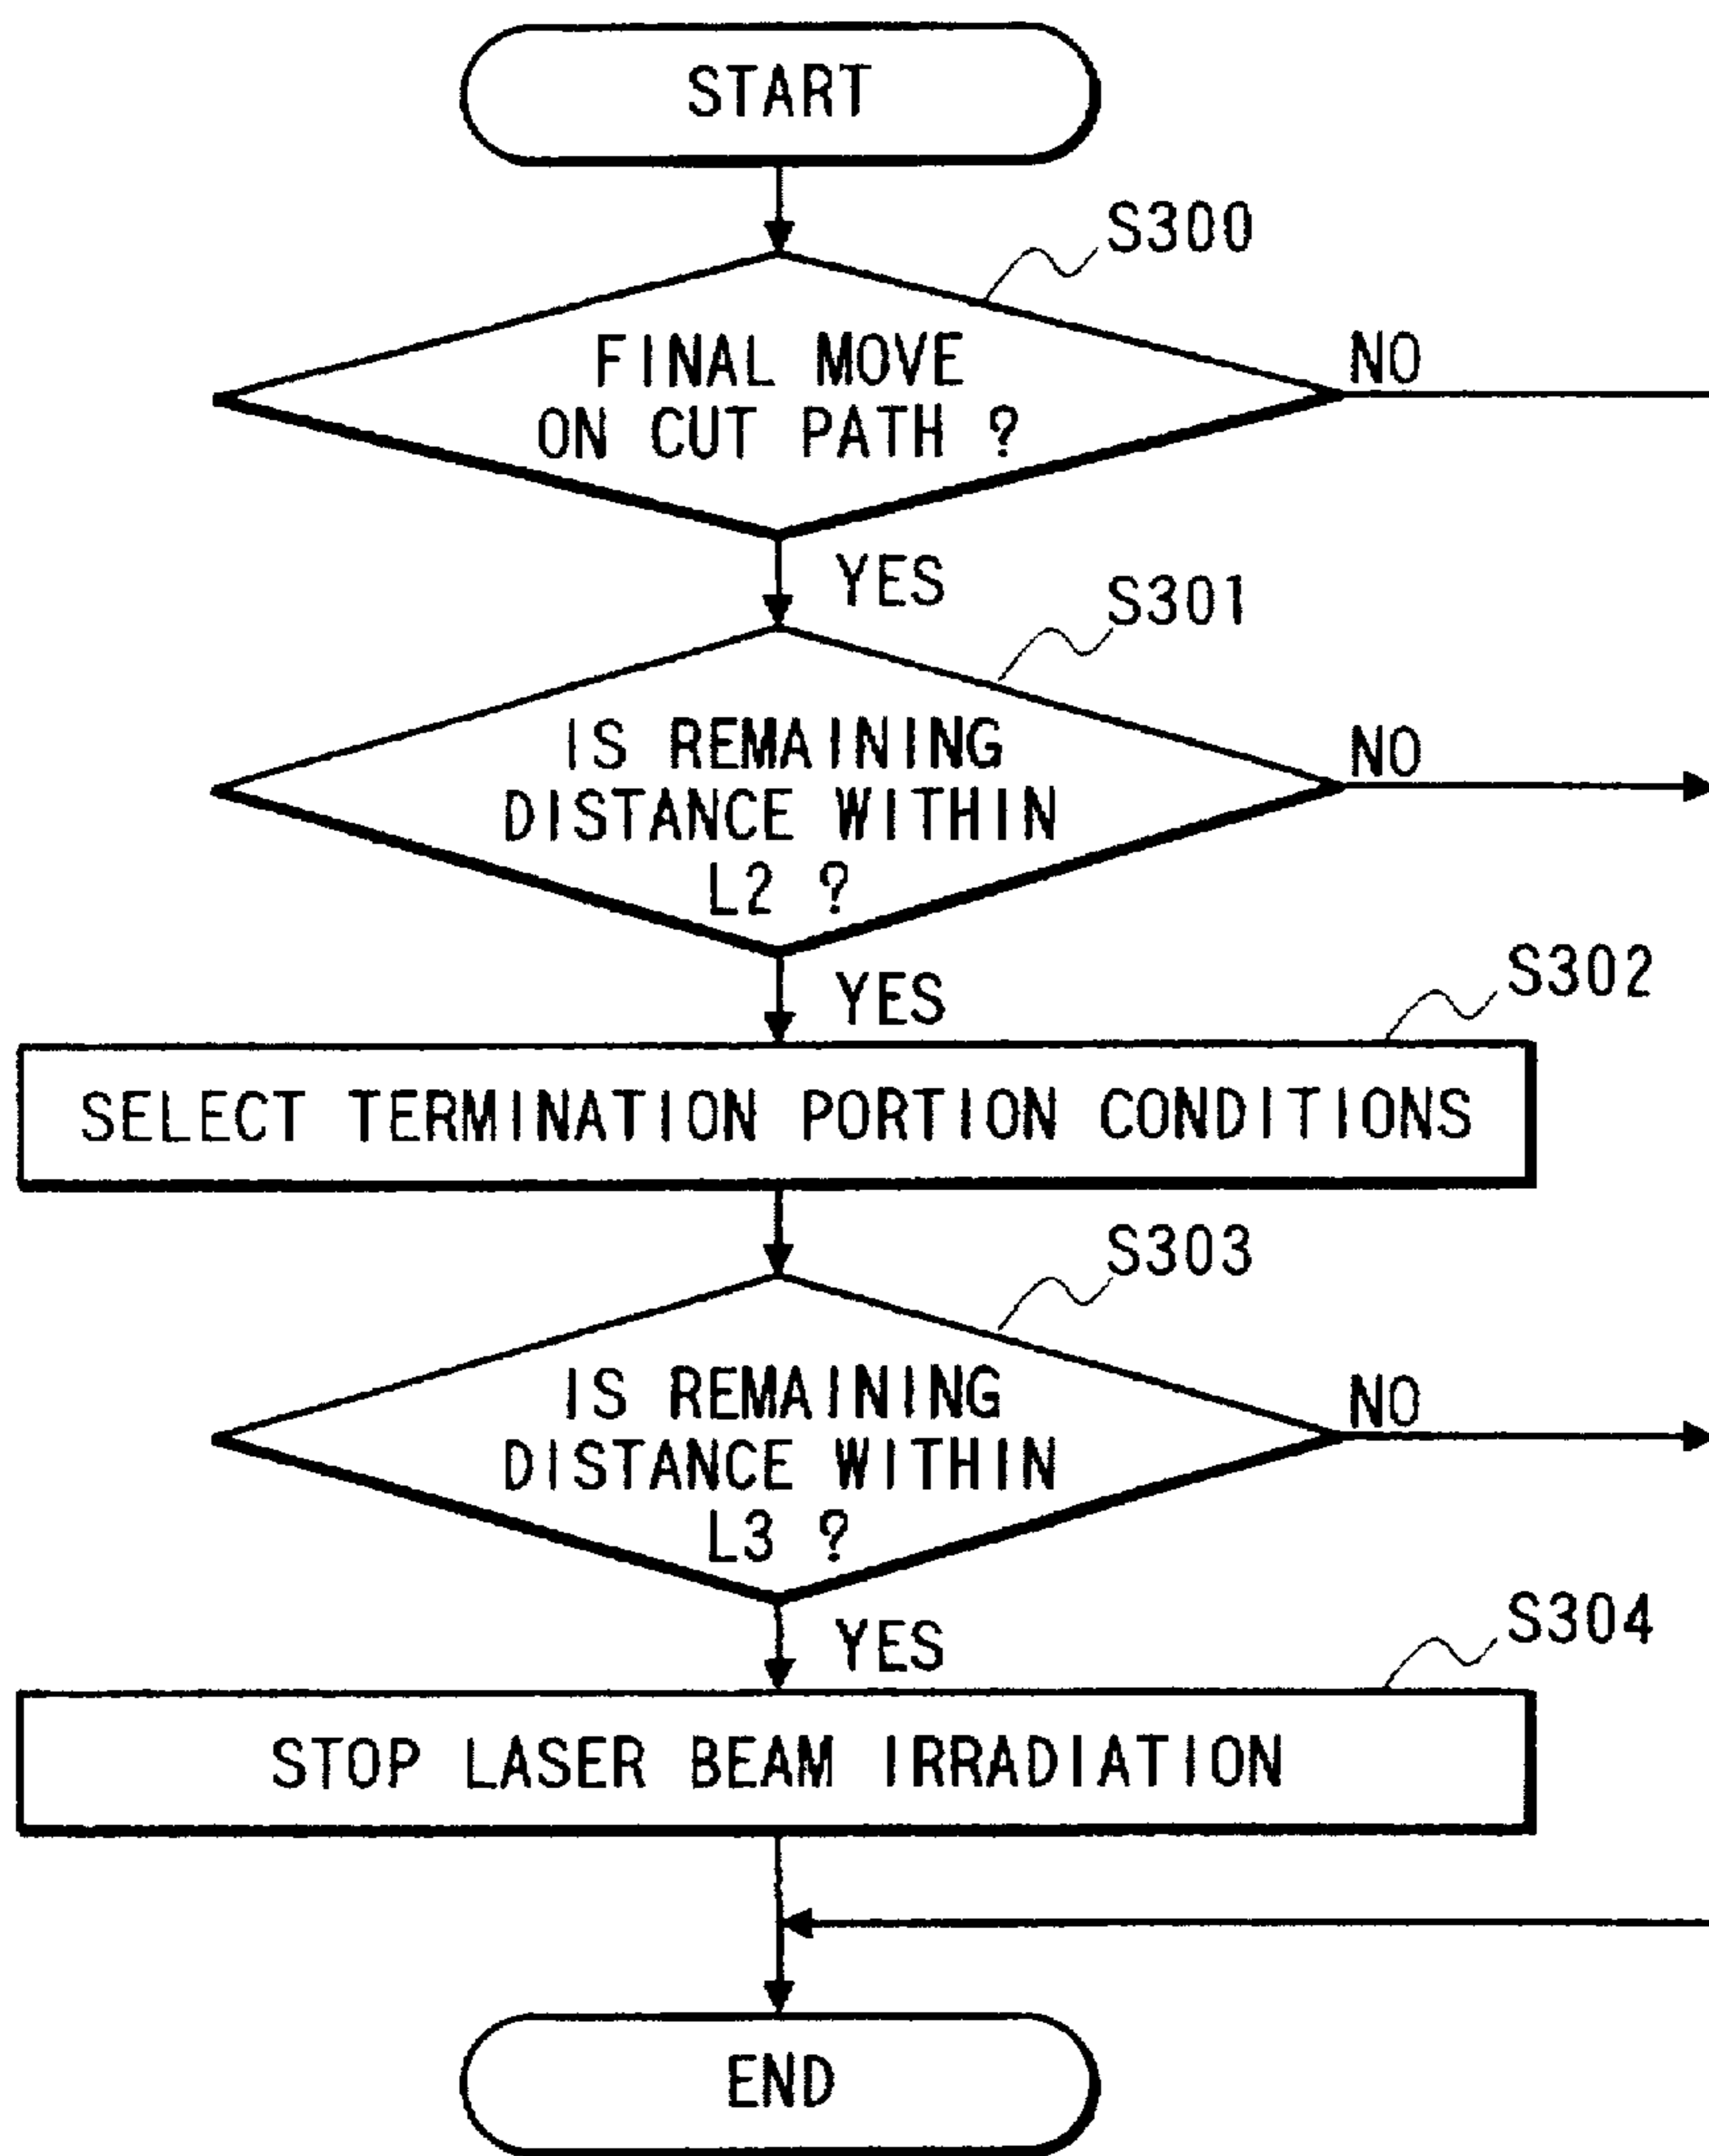 START
S300
FINAL MOVE
ON CUT PATH ?
NO
YES
S301
IS REMAINING
DISTANCE WITHIN
L2 ?
NO
YES
S302
SELECT TERMINATION PORTION CONDITIONS
S303
IS REMAINING
DISTANCE WITHIN
L3 ?
NO
YES
S304
STOP LASER BEAM IRRADIATION
END